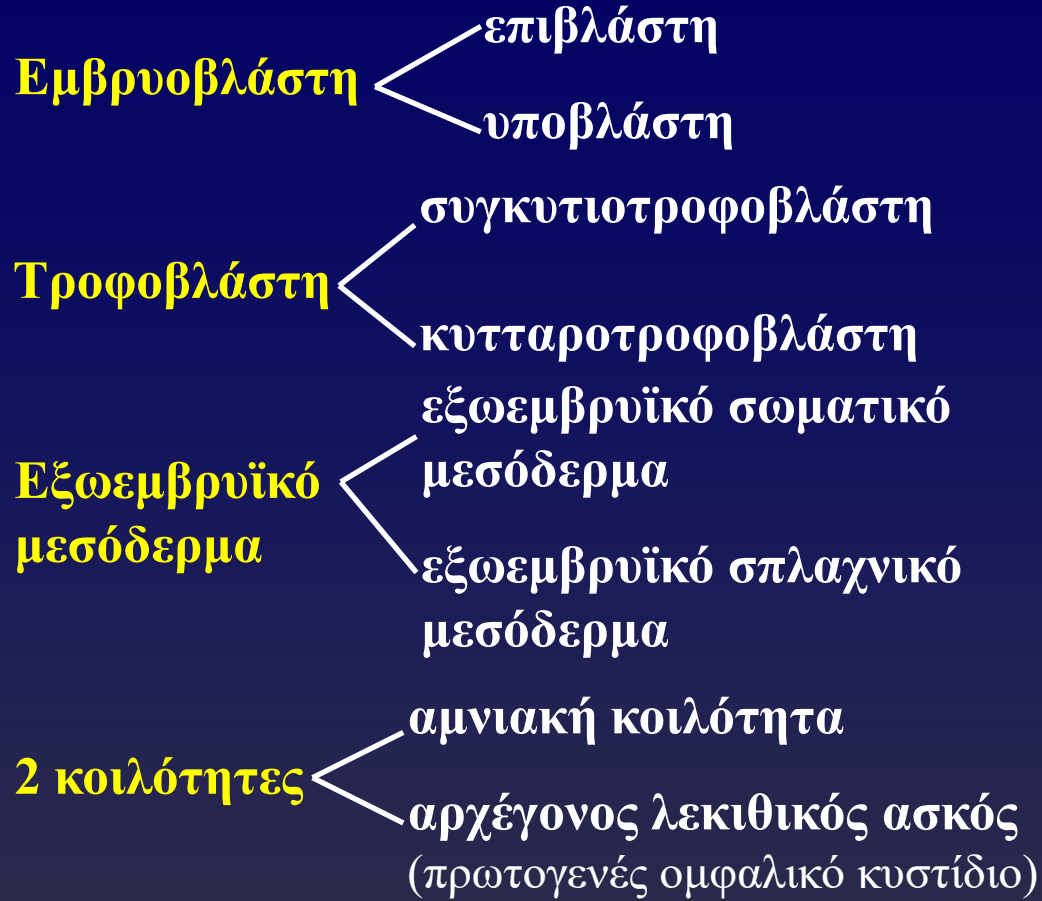 Εμβρυοβλάστη
επιβλάστη
υποβλάστη
Τροφοβλάστη
συγκυτιοτροφοβλάστη
κυτταροτροφοβλάστη
Εξωεμβρυϊκό
μεσόδερμα
εξωεμβρυϊκό σωματικό
μεσόδερμα
εξωεμβρυϊκό σπλαχνικό
μεσόδερμα
2 κοιλότητες
αμνιακή κοιλότητα
αρχέγονος λεκιθικός ασκός
(πρωτογενές ομφαλικό κυστίδιο)